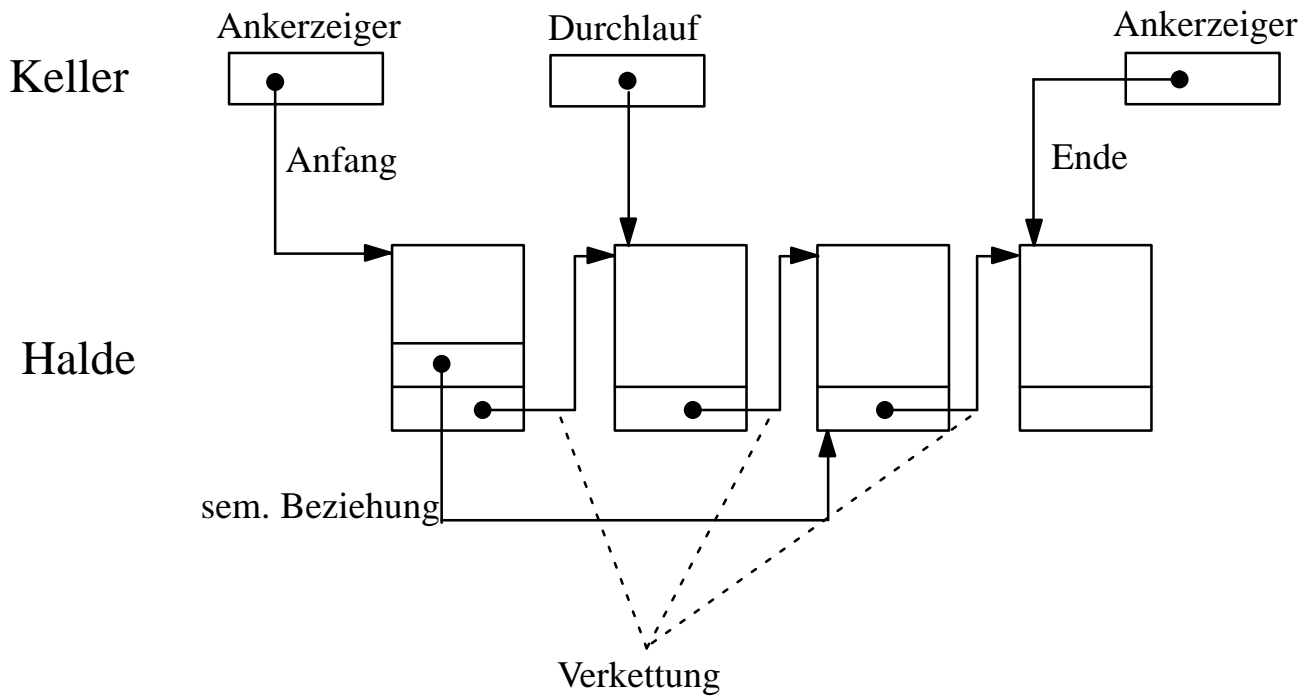 Ankerzeiger
Durchlauf
Ankerzeiger
Keller
Anfang
Ende
Halde
sem. Beziehung
Verkettung